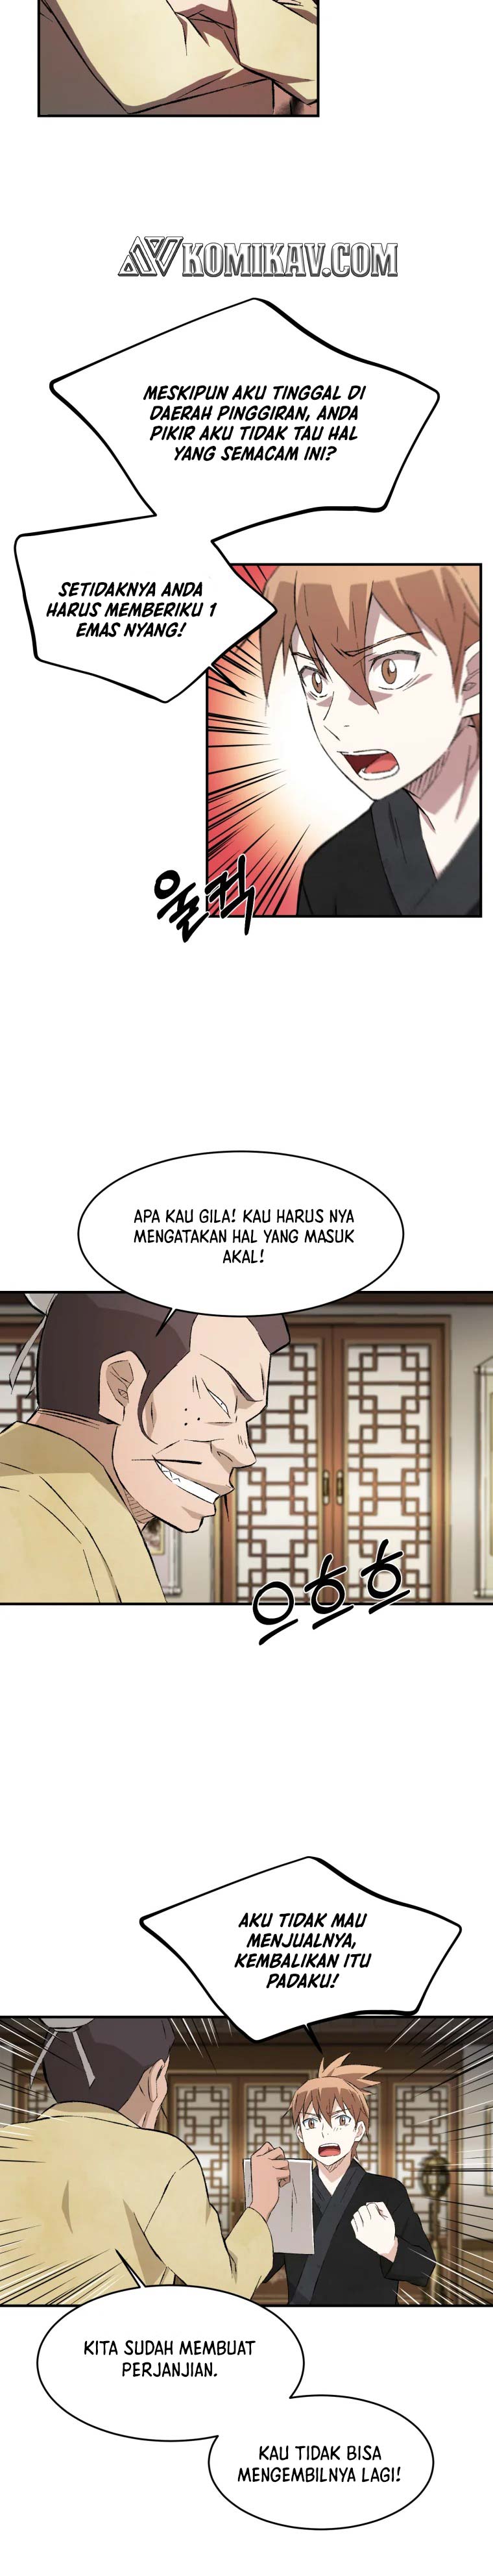 AV KOMIKAV.COM
MESKIPUN AKU TINGGAL DI
DAERAH PINGGIRAN, ANDA
PIKIR AKU TIDAK TAU HAL
YANG SEMACAM INI?
SETIDAKNYA ANDA
HARUS MEMBERIKU 1
EMAS NYANG!
울컥
APA KAU GILA! KAU HARUS NYA
MENGATAKAN HAL YANG MASUK
AKAL!
으흐흐
AKU TIDAK MAU
MENJUALNYA,
KEMBALIKAN ITU
PADAKU!
KITA SUDAH MEMBUAT
PERJANJIAN.
KAU TIDAK BISA
MENGEMBILNYA LAGI!